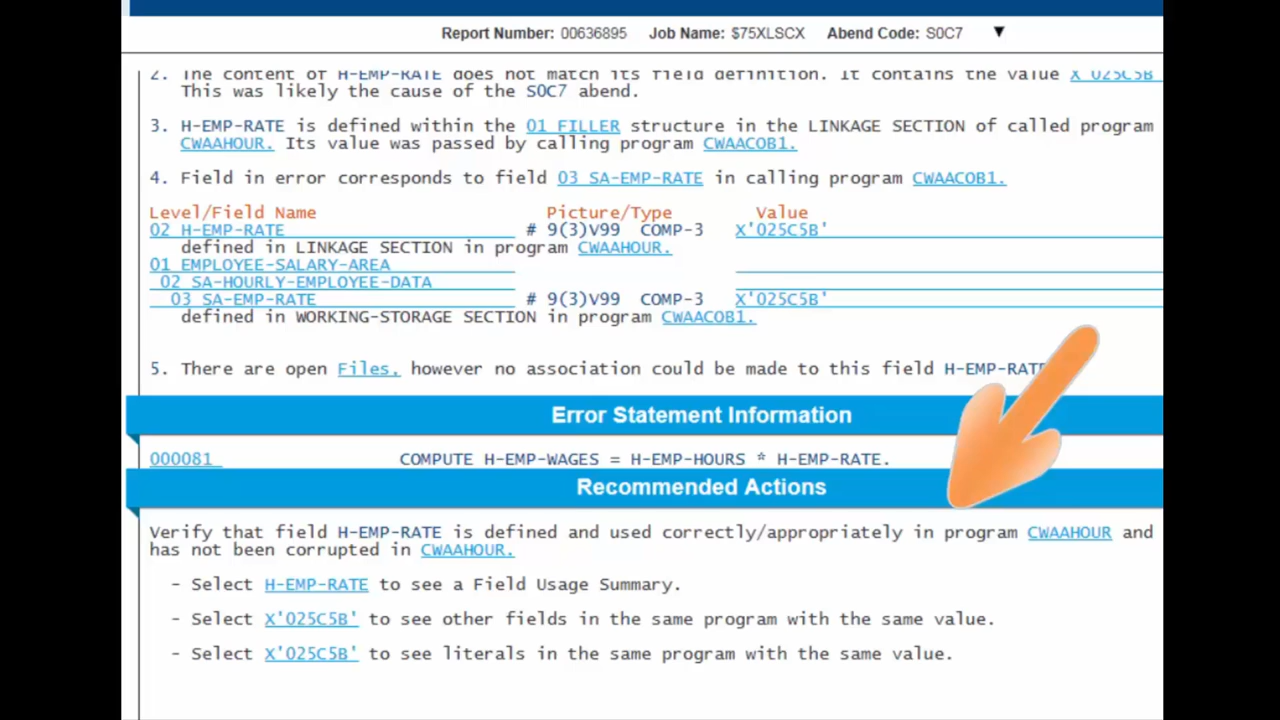 Report Number: 00636895 Job Name: $75XLSCX Abend Code: S0C7
2. The content of H-EMP-RATE does not match its field definition. It contains the value X'025C5B'
This was likely the cause of the S0C7 abend.
3. H-EMP-RATE is defined within the 01 FILLER structure in the LINKAGE SECTION of called program
CWAAHOUR. Its value was passed by calling program CWAACOB1.
4. Field in error corresponds to field 03 SA-EMP-RATE in calling program CWAACOB1.
Level/Field Name Picture/Type Value
02 H-EMP-RATE # 9(3)V99 COMP-3 X'025C5B'
defined in LINKAGE SECTION in program CWAAHOUR.
01 EMPLOYEE-SALARY-AREA
02 SA-HOURLY-EMPLOYEE-DATA
03 SA-EMP-RATE # 9(3)V99 COMP-3 X'025C5B'
defined in WORKING-STORAGE SECTION in program CWAACOB1.
5. There are open Files. however no association could be made to this field H-EMP-RATE
Error Statement Information
000081 COMPUTE H-EMP-WAGES = H-EMP-HOURS * H-EMP-RATE.
Recommended Actions
Verify that field H-EMP-RATE is defined and used correctly/appropriately in program CWAAHOUR and
has not been corrupted in CWAAHOUR.
- Select H-EMP-RATE to see a Field Usage Summary.
- Select X'025C5B' to see other fields in the same program with the same value.
- Select X'025C5B' to see literals in the same program with the same value.